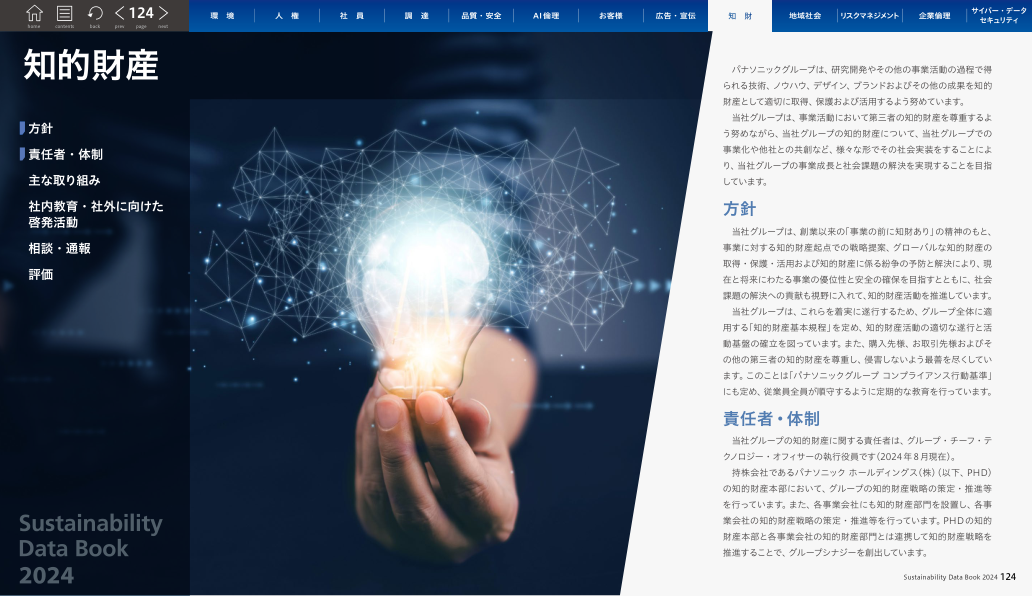 home
contents
back
prev
124
page
next
環 境
人 権
社 員
調 達
品質・安全
AI倫理
お客様
広告・宣伝
知 財
地域社会
リスクマネジメント
企業倫理
サイバー・データ
セキュリティ
知的財産
方針
責任者・体制
主な取り組み
社内教育・社外に向けた
啓発活動
相談・通報
評価
Sustainability
Data Book
2024
パナソニックグループは、研究開発やその他の事業活動の過程で得
られる技術、ノウハウ、デザイン、ブランドおよびその他の成果を知的
財産として適切に取得、保護および活用するよう努めています。
当社グループは、事業活動において第三者の知的財産を尊重するよ
う努めながら、当社グループの知的財産について、当社グループでの
事業化や他社との共創など、様々な形でその社会実装をすることによ
り、当社グループの事業成長と社会課題の解決を実現することを目指
しています。
方針
当社グループは、創業以来の「事業の前に知財あり」の精神のもと、
事業に対する知的財産起点での戦略提案、グローバルな知的財産の
取得・保護・活用および知的財産に係る紛争の予防と解決により、現
在と将来にわたる事業の優位性と安全の確保を目指すとともに、社会
課題の解決への貢献も視野に入れて、知的財産活動を推進しています。
当社グループは、これらを着実に遂行するため、グループ全体に適
用する「知的財産基本規程」を定め、知的財産活動の適切な遂行と活
動基盤の確立を図っています。また、購入先様、お取引先様およびそ
の他の第三者の知的財産を尊重し、侵害しないよう最善を尽くしてい
ます。このことは「パナソニックグループ コンプライアンス行動基準」
にも定め、従業員全員が順守するように定期的な教育を行っています。
責任者・体制
当社グループの知的財産に関する責任者は、グループ・チーフ・テ
クノロジー・オフィサーの執行役員です(2024年8月現在)。
持株会社であるパナソニック ホールディングス(株)(以下、PHD)
の知的財産本部において、グループの知的財産戦略の策定・推進等
を行っています。また、各事業会社にも知的財産部門を設置し、各事
業会社の知的財産戦略の策定・推進等を行っています。PHDの知的
財産本部と各事業会社の知的財産部門とは連携して知的財産戦略を
推進することで、グループシナジーを創出しています。
Sustainability Data Book 2024 124